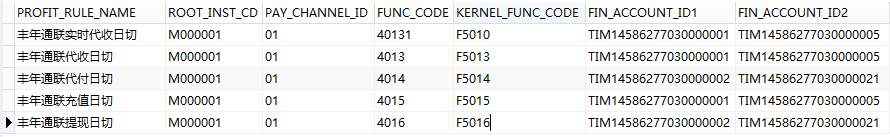 PROFIT_RULE_NAME ROOT_INST_CD PAY_CHANNEL_ID FUNC_CODE KERNEL_FUNC_CODE FIN_ACCOUNT_ID1 FIN_ACCOUNT_ID2
丰年通联实时代收日切 M000001 01 40131 F5010 TIM14586277030000001 TIM14586277030000005
丰年通联代收日切 M000001 01 4013 F5013 TIM14586277030000001 TIM14586277030000005
丰年通联代付日切 M000001 01 4014 F5014 TIM14586277030000002 TIM14586277030000021
丰年通联充值日切 M000001 01 4015 F5015 TIM14586277030000001 TIM14586277030000005
丰年通联提现日切 M000001 01 4016 F5016 TIM14586277030000002 TIM14586277030000021